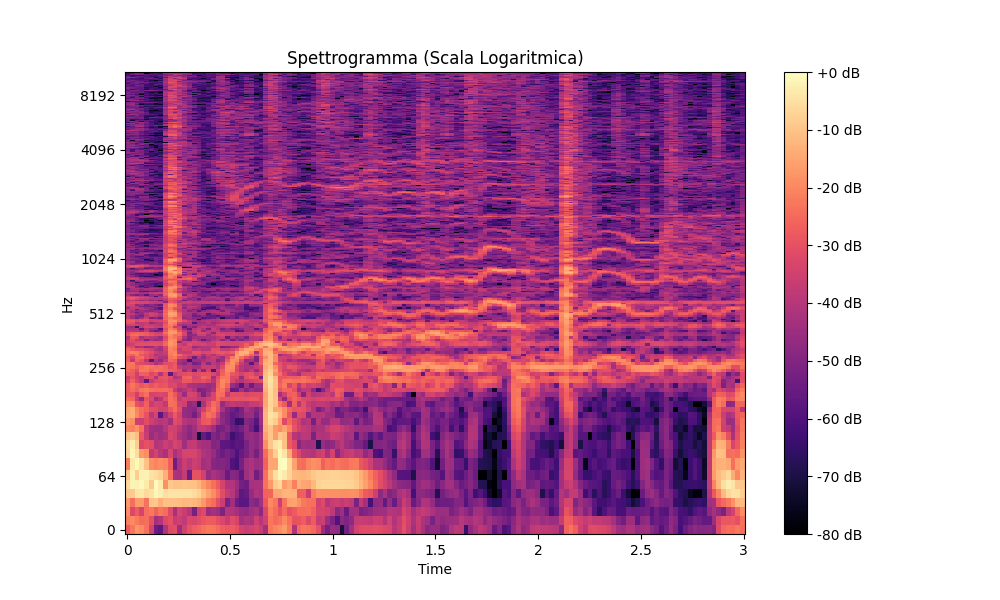 Spettrogramma (Scala Logaritmica)
Hz
8192
4096
2048
1024
512
256
128
64
0
0
0.5
1
1.5
2
2.5
3
Time
+0 dB
-10 dB
-20 dB
-30 dB
-40 dB
-50 dB
-60 dB
-70 dB
-80 dB